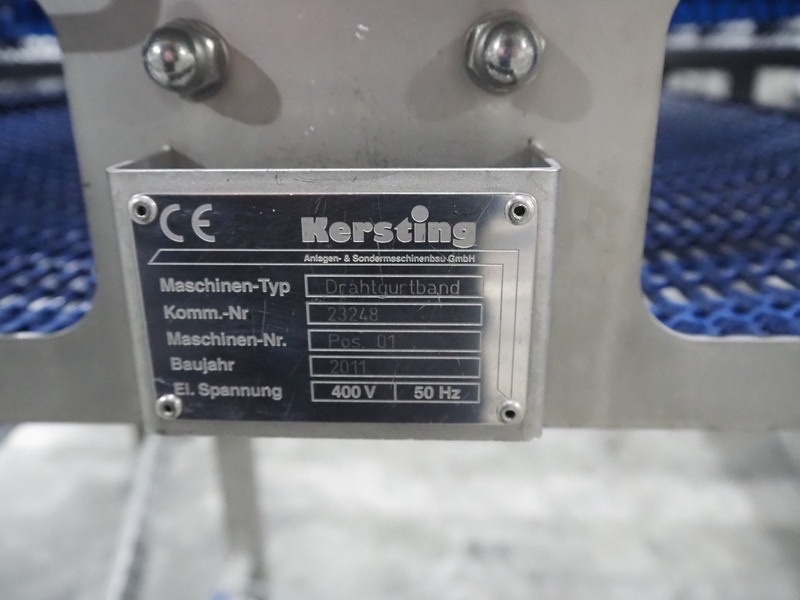 CE Kersting
Anlagen- & Sondermaschinenbau GmbH
Maschinen-Typ Drahtgurtband
Komm.-Nr 23248
Maschinen-Nr. Pos. 01
Baujahr 2011
El. Spannung 400 V 50 Hz